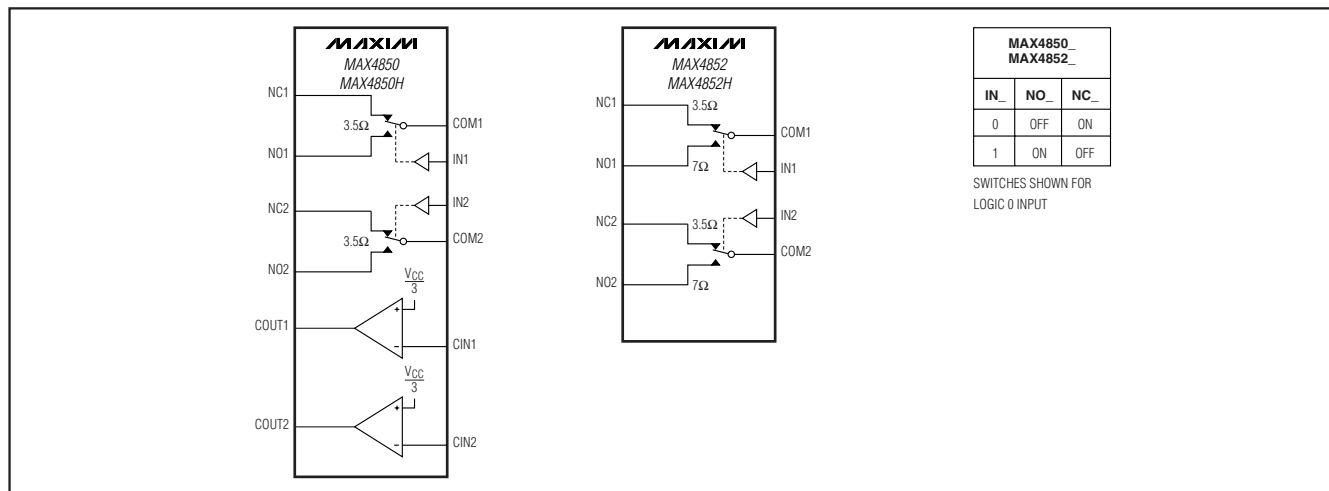 MAXIM
MAX4850
MAX4850H
NC1
3.5Ω
COM1
NO1
IN1
IN2
NC2
3.5Ω
COM2
NO2
VCC
3
+
COUT1
−
CIN1
VCC
3
+
COUT2
−
CIN2
MAXIM
MAX4852
MAX4852H
NC1
3.5Ω
COM1
NO1
7Ω
IN1
IN2
NC2
3.5Ω
COM2
NO2
7Ω
MAX4850_
MAX4852_
IN_ NO_ NC_
0 OFF ON
1 ON OFF
SWITCHES SHOWN FOR
LOGIC 0 INPUT